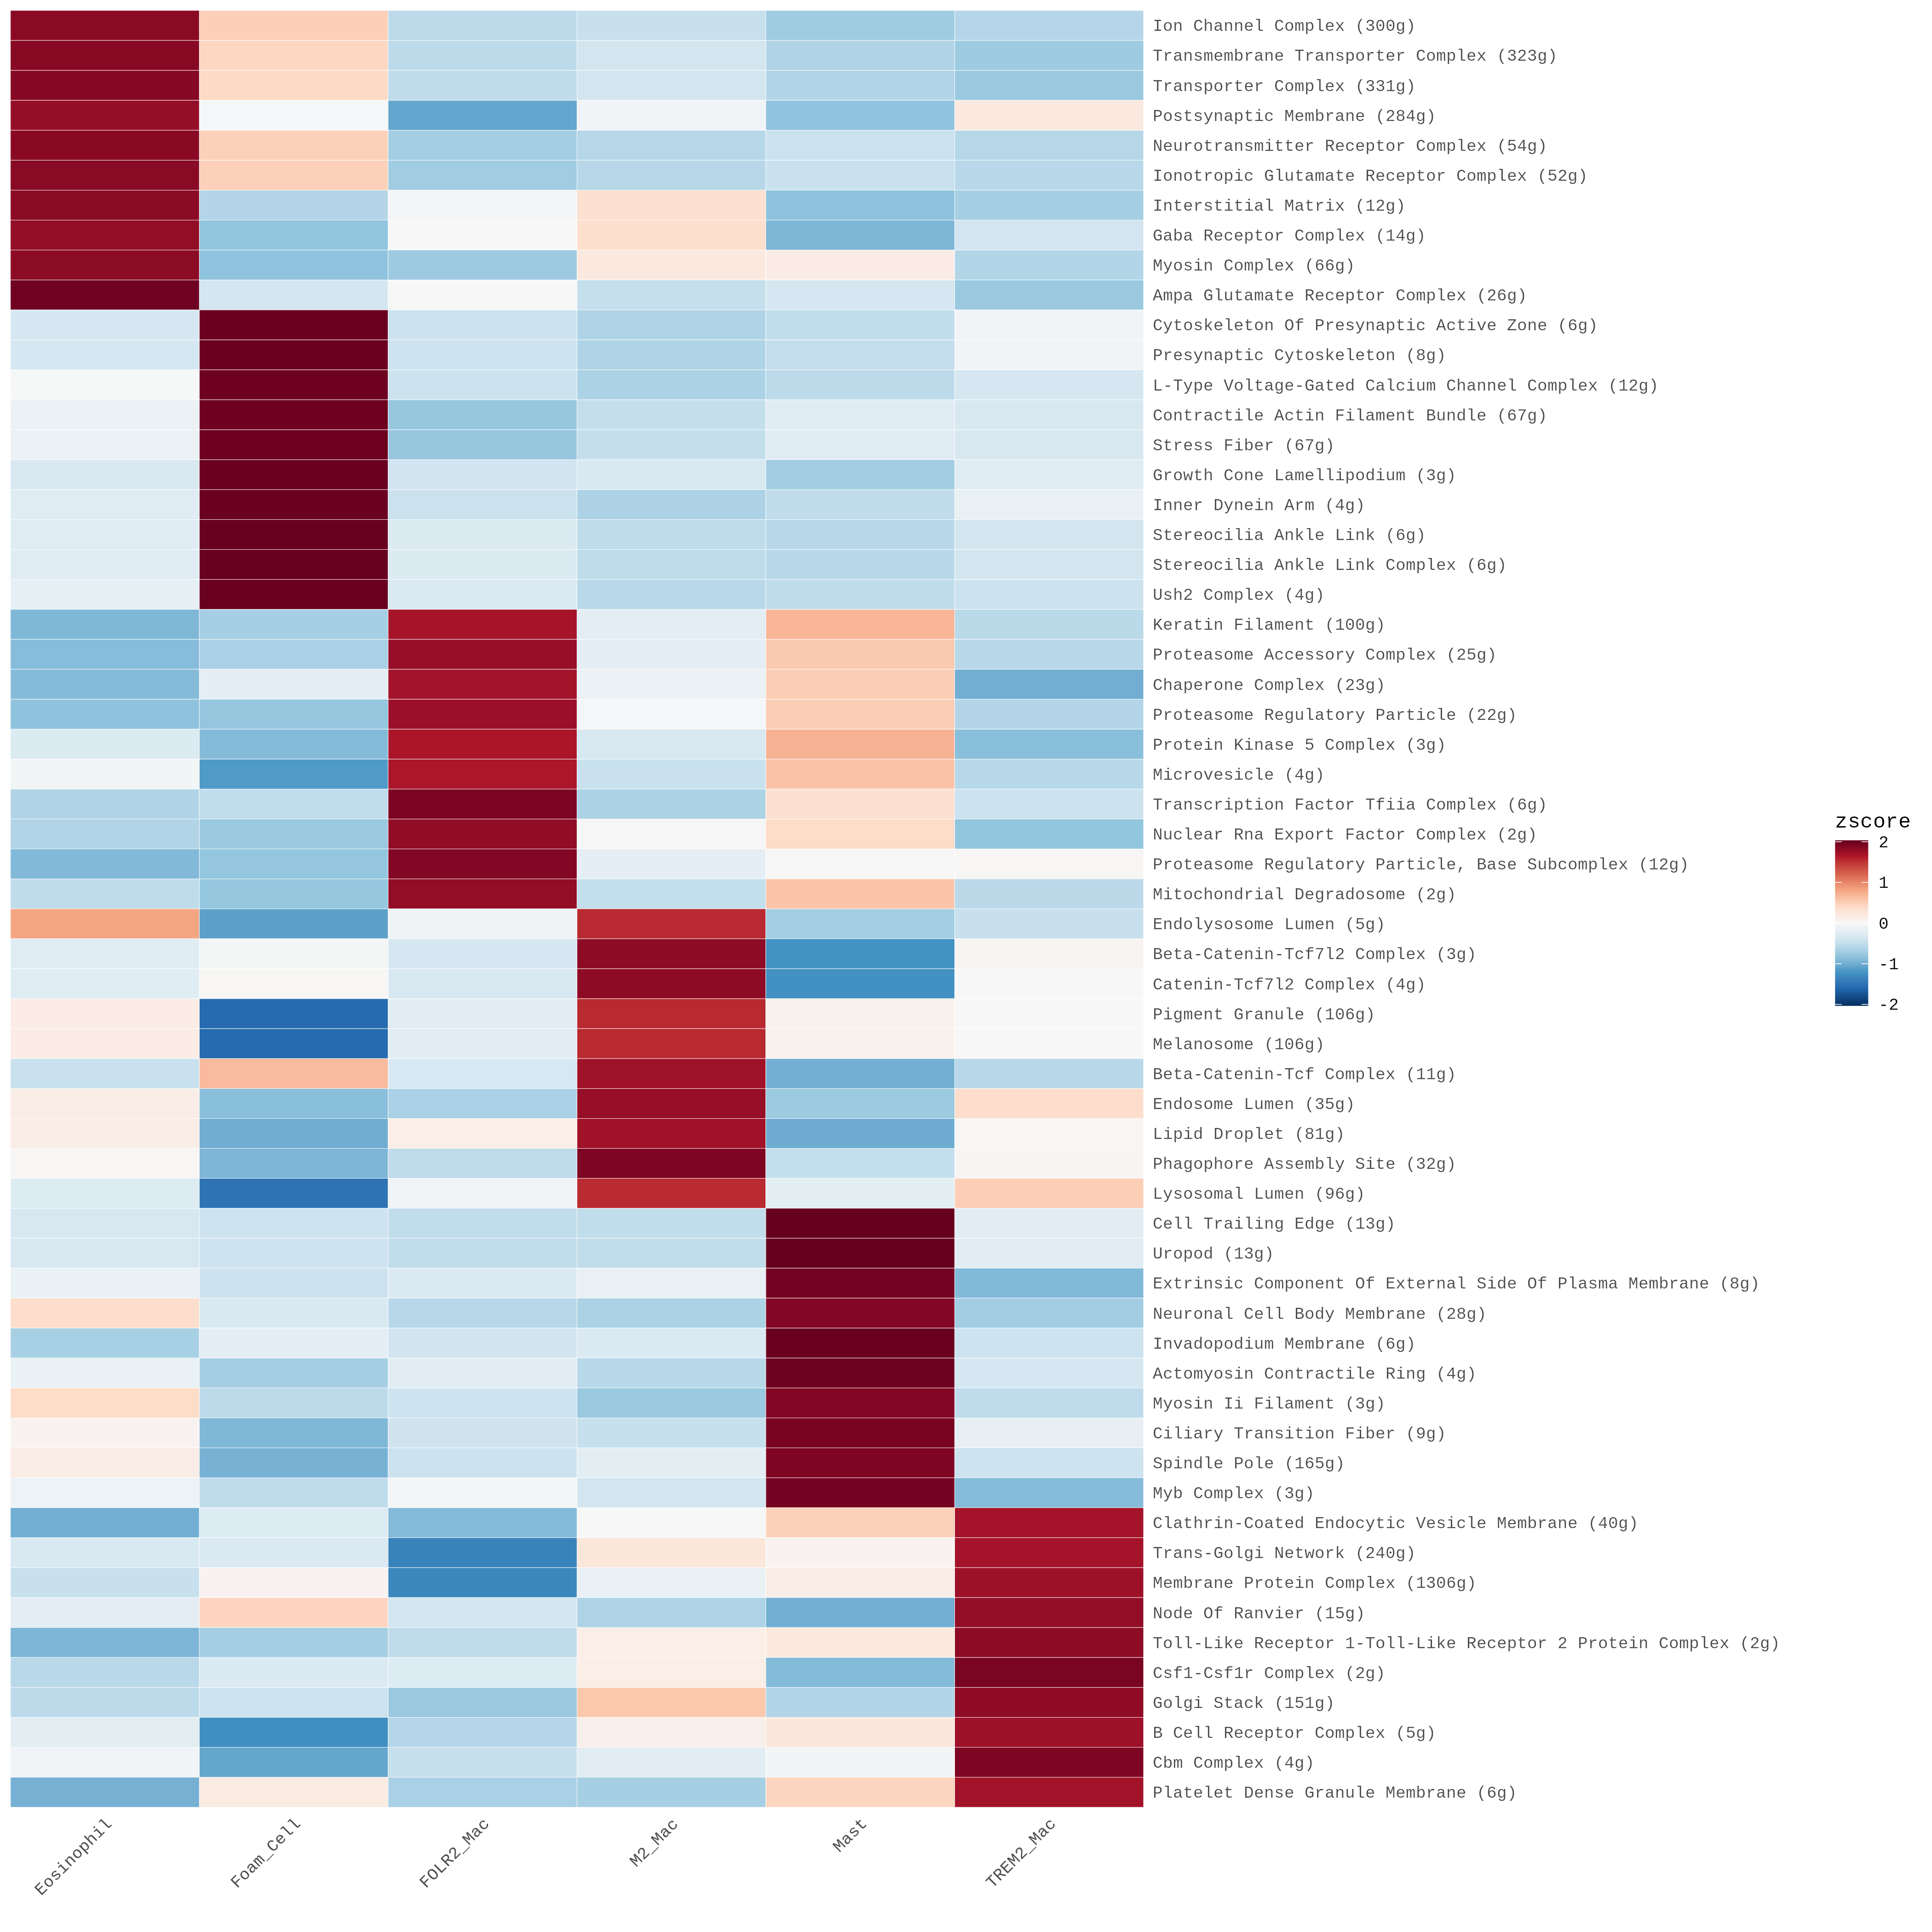 Ion Channel Complex (300g)
Transmembrane Transporter Complex (323g)
Transporter Complex (331g)
Postsynaptic Membrane (284g)
Neurotransmitter Receptor Complex (54g)
Ionotropic Glutamate Receptor Complex (52g)
Interstitial Matrix (12g)
Gaba Receptor Complex (14g)
Myosin Complex (66g)
Ampa Glutamate Receptor Complex (26g)
Cytoskeleton Of Presynaptic Active Zone (6g)
Presynaptic Cytoskeleton (8g)
L-Type Voltage-Gated Calcium Channel Complex (12g)
Contractile Actin Filament Bundle (67g)
Stress Fiber (67g)
Growth Cone Lamellipodium (3g)
Inner Dynein Arm (4g)
Stereocilia Ankle Link (6g)
Stereocilia Ankle Link Complex (6g)
Ush2 Complex (4g)
Keratin Filament (100g)
Proteasome Accessory Complex (25g)
Chaperone Complex (23g)
Proteasome Regulatory Particle (22g)
Protein Kinase 5 Complex (3g)
Microvesicle (4g)
Transcription Factor Tfiia Complex (6g)
Nuclear Rna Export Factor Complex (2g)
Proteasome Regulatory Particle, Base Subcomplex (12g)
Mitochondrial Degradosome (2g)
Endolysosome Lumen (5g)
Beta-Catenin-Tcf7l2 Complex (3g)
Catenin-Tcf7l2 Complex (4g)
Pigment Granule (106g)
Melanosome (106g)
Beta-Catenin-Tcf Complex (11g)
Endosome Lumen (35g)
Lipid Droplet (81g)
Phagophore Assembly Site (32g)
Lysosomal Lumen (96g)
Cell Trailing Edge (13g)
Uropod (13g)
Extrinsic Component Of External Side Of Plasma Membrane (8g)
Neuronal Cell Body Membrane (28g)
Invadopodium Membrane (6g)
Actomyosin Contractile Ring (4g)
Myosin Ii Filament (3g)
Ciliary Transition Fiber (9g)
Spindle Pole (165g)
Myb Complex (3g)
Clathrin-Coated Endocytic Vesicle Membrane (40g)
Trans-Golgi Network (240g)
Membrane Protein Complex (1306g)
Node Of Ranvier (15g)
Toll-Like Receptor 1-Toll-Like Receptor 2 Protein Complex (2g)
Csf1-Csf1r Complex (2g)
Golgi Stack (151g)
B Cell Receptor Complex (5g)
Cbm Complex (4g)
Platelet Dense Granule Membrane (6g)
Eosinophil
Foam_Cell
FOLR2_Mac
M2_Mac
Mast
TREM2_Mac
zscore
2
1
0
-1
-2